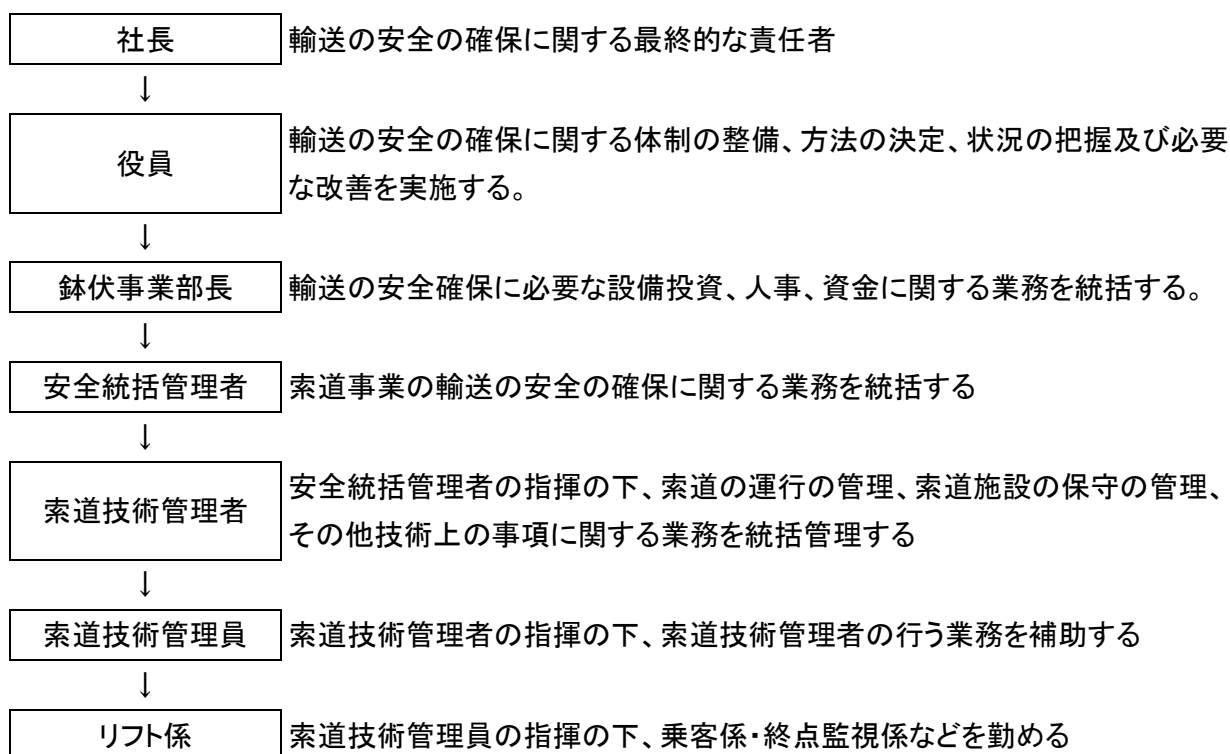 社長 輸送の安全の確保に関する最終的な責任者
↓
役員 輸送の安全の確保に関する体制の整備、方法の決定、状況の把握及び必要
な改善を実施する。
↓
鉢伏事業部長 輸送の安全確保に必要な設備投資、人事、資金に関する業務を統括する。
↓
安全統括管理者 索道事業の輸送の安全の確保に関する業務を統括する
↓
索道技術管理者 安全統括管理者の指揮の下、索道の運行の管理、索道施設の保守の管理、
その他技術上の事項に関する業務を統括管理する
↓
索道技術管理員 索道技術管理者の指揮の下、索道技術管理者の行う業務を補助する
↓
リフト係 索道技術管理員の指揮の下、乗客係・終点監視係などを勤める